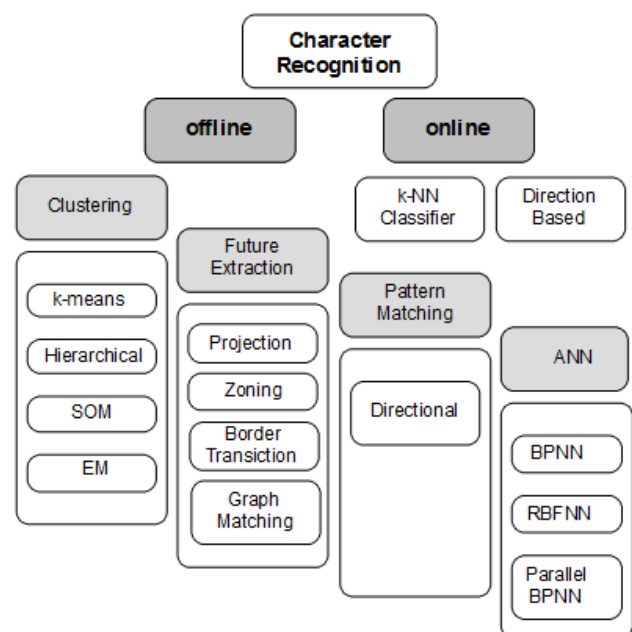 Character
Recognition
offline
online
Clustering
k-NN
Classifier
Direction
Based
Future
Extraction
Pattern
Matching
ANN
k-means
Hierarchical
SOM
EM
Projection
Zoning
Border
Transiction
Graph
Matching
Directional
BPNN
RBFNN
Parallel
BPNN